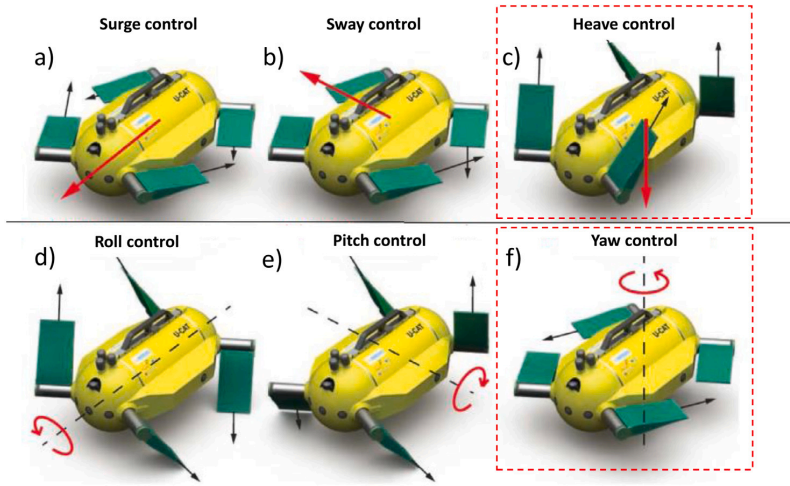 Surge control
Sway control
Heave control
a)
b)
c)
U-CAT
U-CAT
U-CAT
Roll control
Pitch control
Yaw control
d)
e)
f)
U-CAT
U-CAT
U-CAT